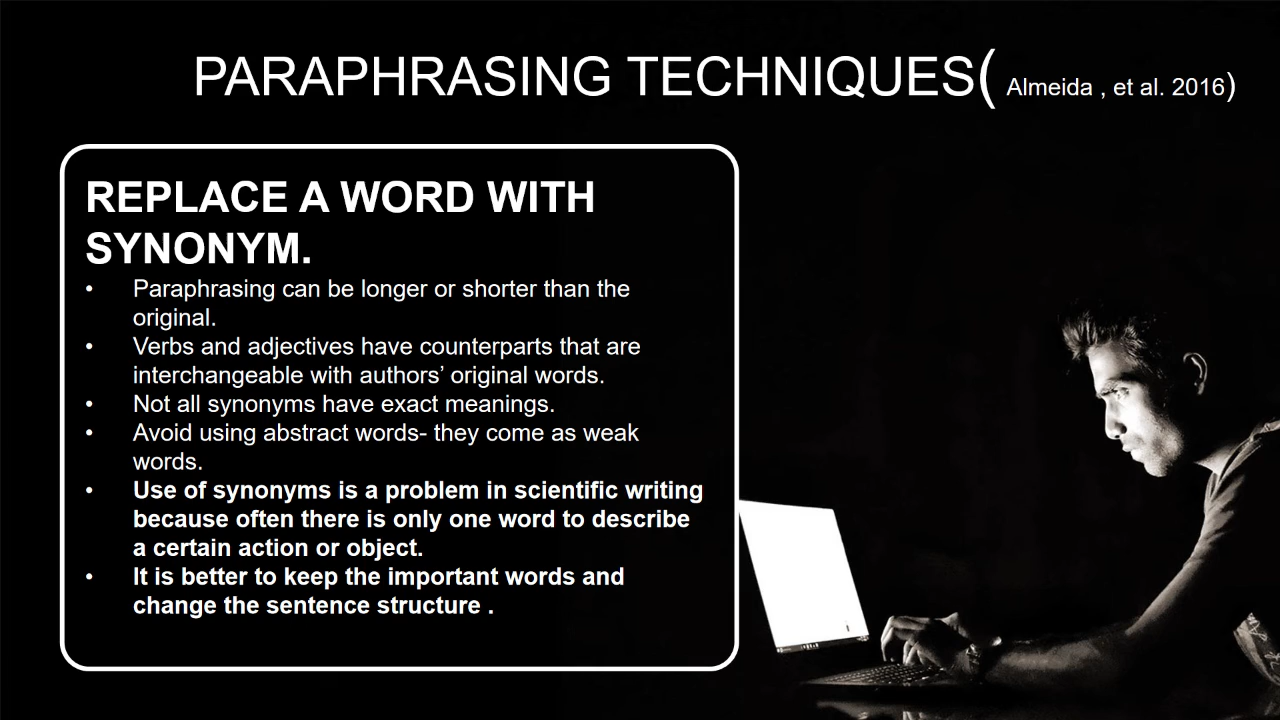 PARAPHRASING TECHNIQUES( Almeida , et al. 2016)
REPLACE A WORD WITH
SYNONYM.
• Paraphrasing can be longer or shorter than the
original.
• Verbs and adjectives have counterparts that are
intercheangeable with authors’ original words.
• Not all synonyms have exact meanings.
• Avoid using abstract words- they come as weak
words.
• Use of synonyms is a problem in scientific writing
because often there is only one word to describe
a certain action or object.
• It is better to keep the important words and
change the sentence structure .